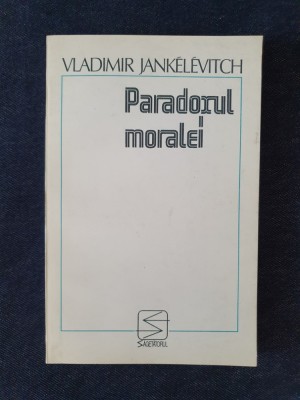 VLADIMIR JANKÉLÉVITCH
Paradoxul
moralei
SĂGETĂTORUL